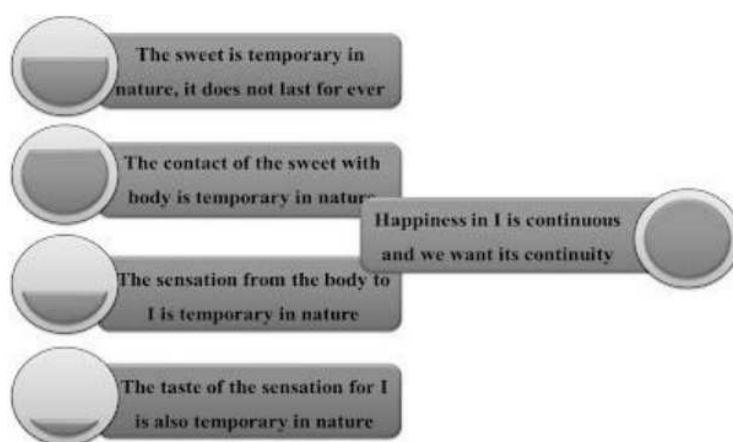 The sweet is temporary in
nature, it does not last for ever
The contact of the sweet with
body is temporary in nature
Happiness in I is continuous
and we want its continuity
The sensation from the body to
I is temporary in nature
The taste of the sensation for I
is also temporary in nature